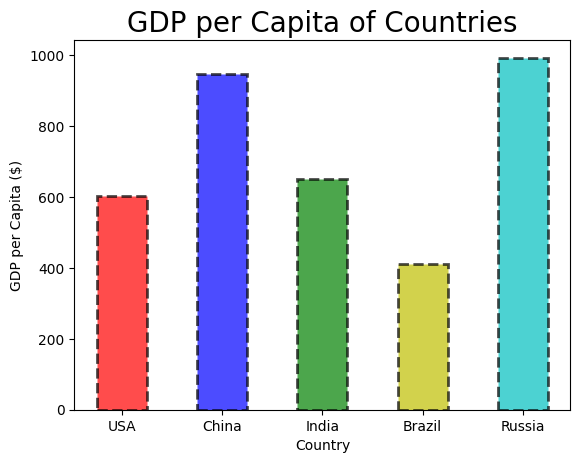 GDP per Capita of Countries
GDP per Capita ($)
1000
800
600
400
200
0
USA China India Brazil Russia
Country